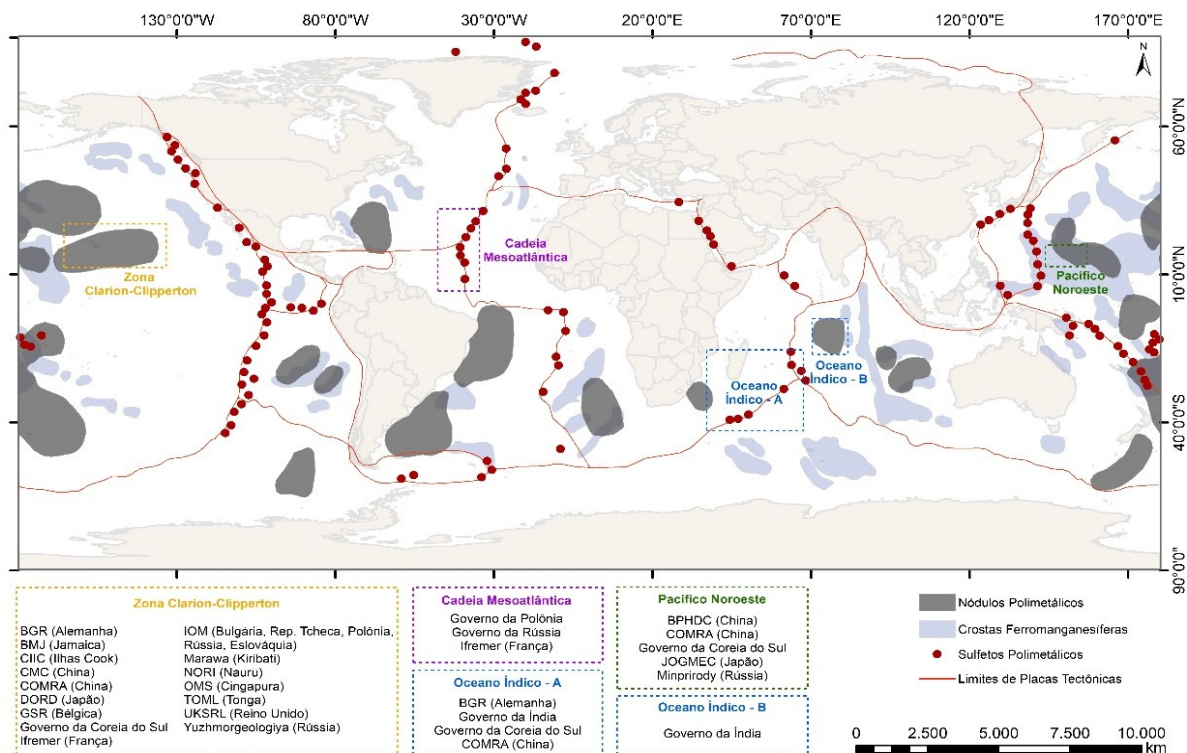 130°0'0"W 80°0'0"W 30°0'0"W 20°0'0"E 70°0'0"E 120°0'0"E 170°0'0"E
N
60°0'0"N
10°0'0"N
40°0'0"S
90°0'0"S
Zona
Clarion-Clipperton
Cadeia
Mesoatlântica
Pacífico
Noroeste
Oceano
Índico - A
Oceano
Índico - B
Zona Clarion-Clipperton
BGR (Alemanha)
BMJ (Jamaica)
CIIC (Ilhas Cook)
CMC (China)
COMRA (China)
DORD (Japão)
GSR (Bélgica)
Governo da Coreia do Sul
Ifremer (França)
IOM (Bulgária, Rep. Tcheca, Polônia,
Rússia, Eslováquia)
Marawa (Kiribati)
NORI (Nauru)
OMS (Cingapura)
TOML (Tonga)
UKSRL (Reino Unido)
Yuzhmorgeologiya (Rússia)
Cadeia Mesoatlântica
Governo da Polônia
Governo da Rússia
Ifremer (França)
Oceano Índico - A
BGR (Alemanha)
Governo da Índia
Governo da Coreia do Sul
COMRA (China)
Pacífico Noroeste
BPHDC (China)
COMRA (China)
Governo da Coreia do Sul
JOGMEC (Japão)
Minprirody (Rússia)
Oceano Índico - B
Governo da Índia
Nódulos Polimetálicos
Crostas Ferromanganesíferas
Sulfetos Polimetálicos
Limites de Placas Tectônicas
0 2.500 5.000 7.500 10.000
km